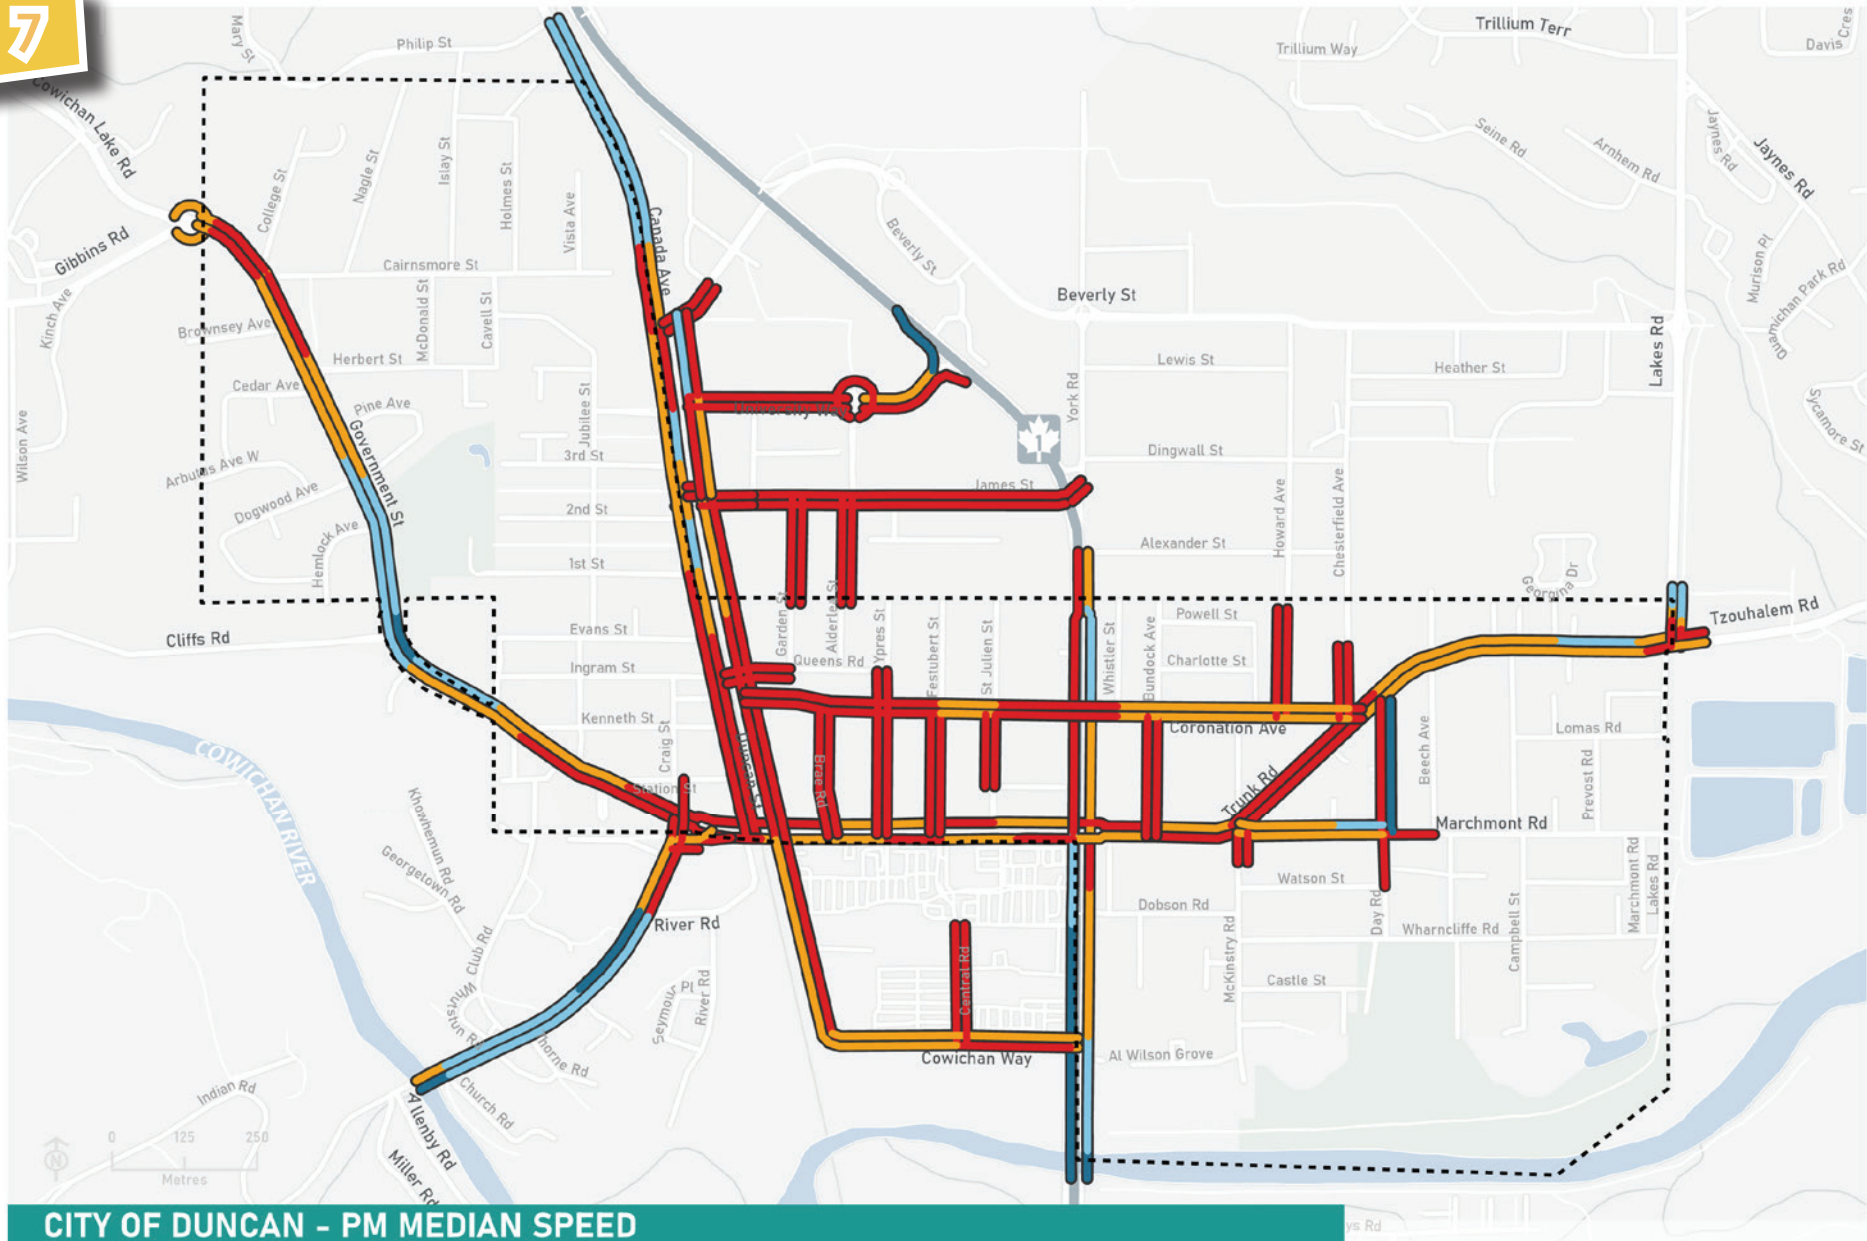 7
Mary St
Philip St
Trillium Terr
Trillium Way
Davis Cres
Cowichan Lake Rd
Jaynes Rd
Seine Rd
Arnhem Rd
Jaynes Rd
College St
Nagle St
Islay St
Holmes St
Vista Ave
Canada Ave
Beverly St
Gibbins Rd
Cairnsmore St
Murison Pl
Quamichan Park Rd
Kinch Ave
McDonald St
Cavell St
Beverly St
Brownsey Ave
Herbert St
Lewis St
Heather St
Lakes Rd
Cedar Ave
Pine Ave
Jubilee St
University Way
York Rd
Sycamore St
Wilson Ave
Government St
1
Dingwall St
Arbutus Ave W
3rd St
James St
Howard Ave
Chesterfield Ave
Dogwood Ave
2nd St
Hemlock Ave
Alexander St
1st St
Georgina Dr
Garden St
Alderlea St
Ypres St
Festubert St
St Julien St
Whistler St
Bundock Ave
Powell St
Tzouhalem Rd
Cliffs Rd
Evans St
Ingram St
Queens Rd
Charlotte St
Kenneth St
Craig St
Coronation Ave
Beech Ave
Lomas Rd
COWICHAN RIVER
Duncan St
Brae Rd
Station St
Trunk Rd
Prevost Rd
Khowhemun Rd
Marchmont Rd
Georgetown Rd
Watson St
Marchmont Rd
Lakes Rd
River Rd
Dobson Rd
Day Rd
McKinstry Rd
Wharncliffe Rd
Campbell St
Club Rd
Central Rd
Castle St
Seymour Pl
River Rd
Cowichan Way
Al Wilson Grove
Church Rd
Indian Rd
Allenby Rd
Miller Rd
N
0 125 250
Metres
CITY OF DUNCAN – PM MEDIAN SPEED